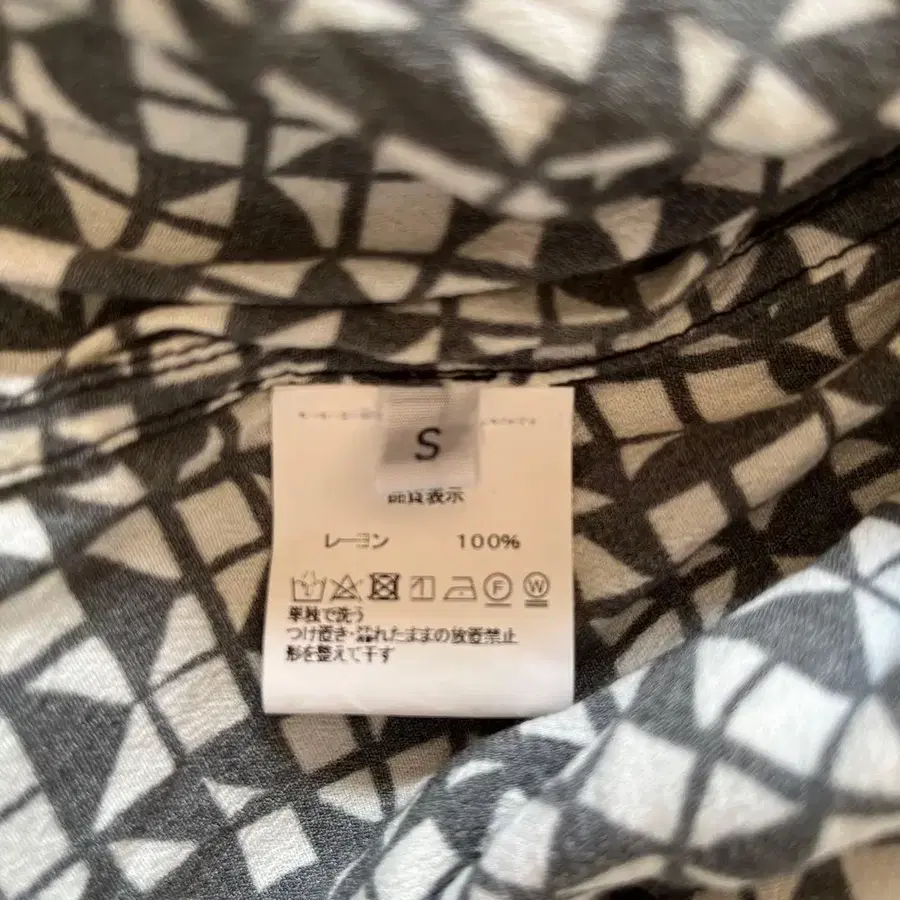 S
品質表示
レーヨン 100%
F W
単独で洗う
つけ置き・濡れたままの放置禁止
形を整えて干す